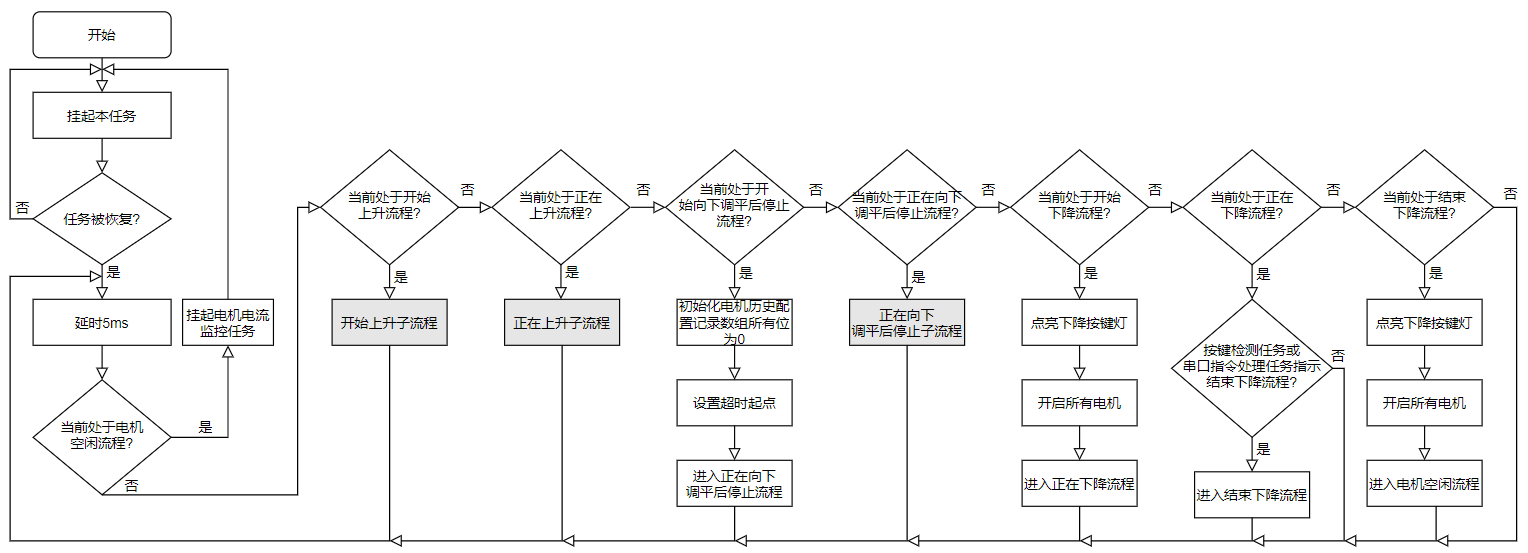 开始
挂起本任务
任务被恢复?
否
是
延时5ms
挂起电机电流
监控任务
当前处于电机
空闲流程?
是
否
当前处于开始
上升流程?
否
是
开始上升子流程
当前处于正在
上升流程?
否
是
正在上升子流程
当前处于开
始向下调平后停止
流程?
否
是
初始化电机历史配
置记录数组所有位
为0
设置超时起点
进入正在向下
调平后停止流程
当前处于正在向下
调平后停止流程?
否
是
正在向下
调平后停止子流程
当前处于开始
下降流程?
否
是
点亮下降按键灯
开启所有电机
进入正在下降流程
当前处于正在
下降流程?
否
是
按键检测任务或
串口指令处理任务指示
结束下降流程?
否
是
进入结束下降流程
当前处于结束
下降流程?
否
是
点亮下降按键灯
开启所有电机
进入电机空闲流程